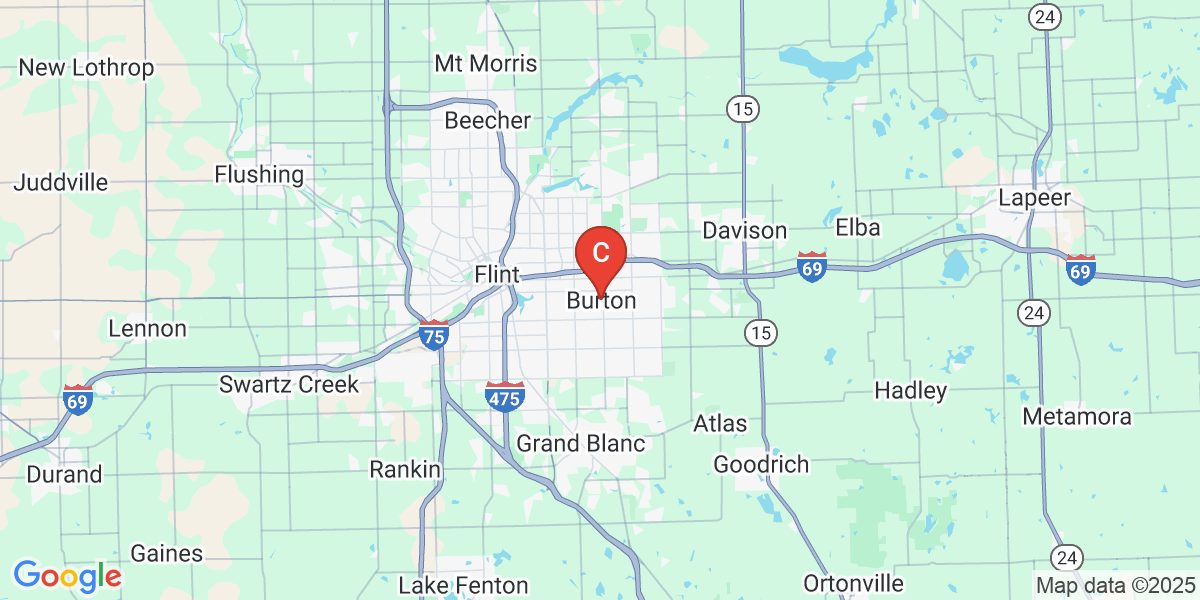 24
New Lothrop
Mt Morris
15
Beecher
Flushing
Juddville
Lapeer
Davison
Elba
C
69
69
Flint
Burton
24
Lennon
75
15
Swartz Creek
69
475
Hadley
Metamora
Atlas
Grand Blanc
Goodrich
Rankin
Durand
Gaines
24
Google
Lake Fenton
Ortonville
Map data ©2025